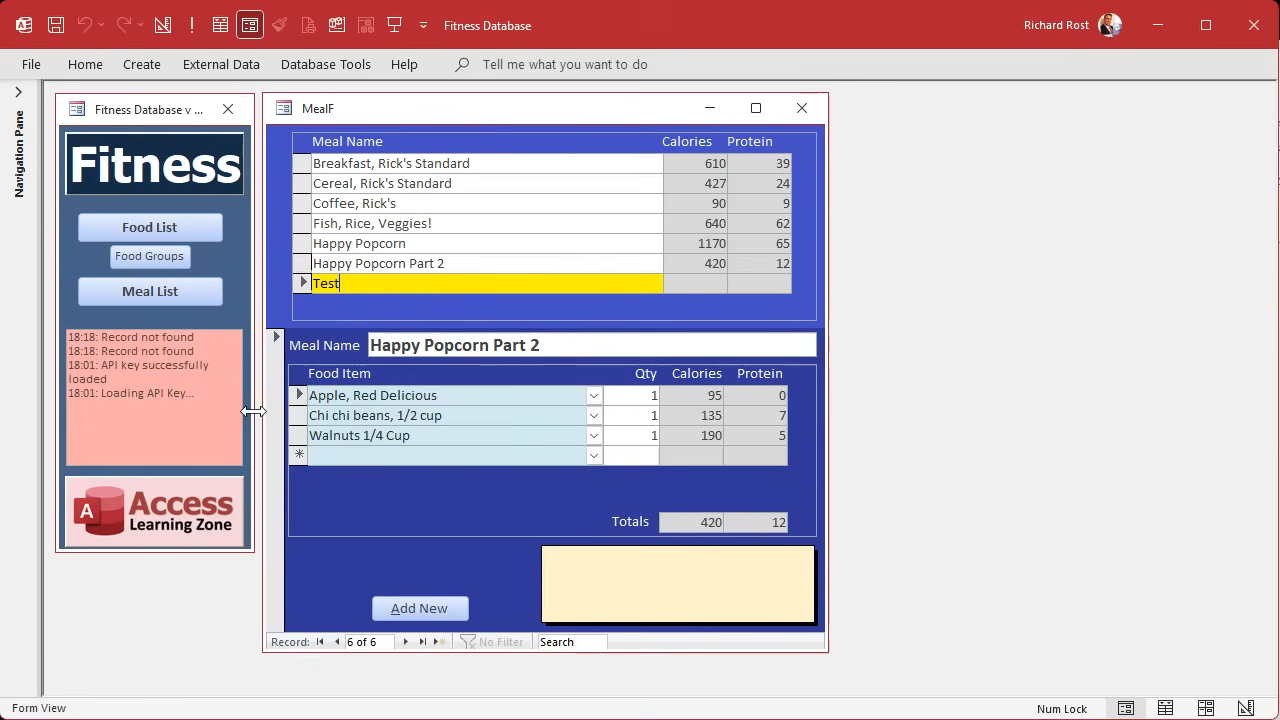 Fitness Database
Richard Rost
File Home Create External Data Database Tools Help Tell me what you want to do
Navigation Pane
Fitness Database v ...
Fitness
Food List
Food Groups
Meal List
18:18: Record not found
18:18: Record not found
18:01: API key successfully
loaded
18:01: Loading API Key...
Access
Learning Zone
MealF
Meal Name Calories Protein
Breakfast, Rick's Standard 610 39
Cereal, Rick's Standard 427 24
Coffee, Rick's 90 9
Fish, Rice, Veggies! 640 62
Happy Popcorn 1170 65
Happy Popcorn Part 2 420 12
Test
Meal Name Happy Popcorn Part 2
Food Item Qty Calories Protein
Apple, Red Delicious 1 95 0
Chi chi beans, 1/2 cup 1 135 7
Walnuts 1/4 Cup 1 190 5
Totals 420 12
Add New
Record: 6 of 6 No Filter Search
Form View Num Lock